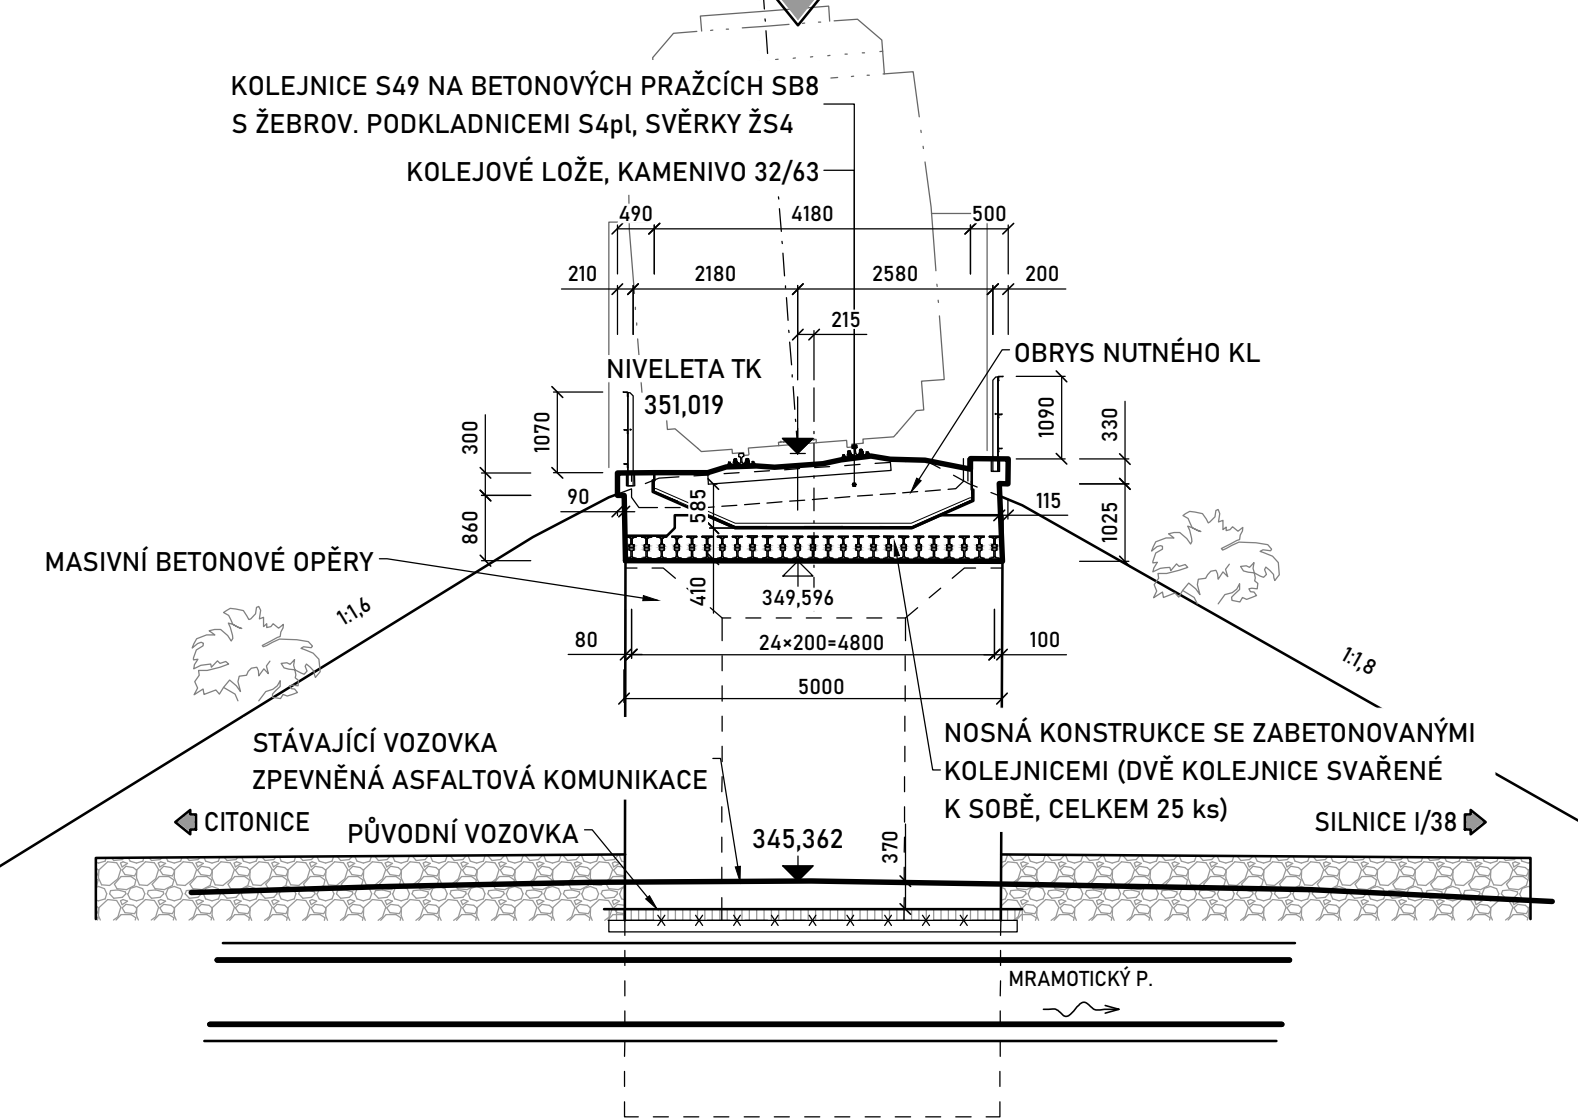 KOLEJNICE S49 NA BETONOVÝCH PRAŽCÍCH SB8
S ŽEBROV. PODKLADNICEMI S4pl, SVĚRKY ŽS4
KOLEJOVÉ LOŽE, KAMENIVO 32/63
490
4180
500
210
2180
2580
200
215
OBRYS NUTNÉHO KL
NIVELETA TK
351,019
1070
1090
300
330
90
585
115
860
1025
MASIVNÍ BETONOVÉ OPĚRY
410
349,596
1:1,6
80
24×200=4800
100
1:1,8
5000
STÁVAJÍCÍ VOZOVKA
ZPEVNĚNÁ ASFALTOVÁ KOMUNIKACE
NOSNÁ KONSTRUKCE SE ZABETONOVANÝMI
KOLEJNICEMI (DVĚ KOLEJNICE SVAŘENÉ
K SOBĚ, CELKEM 25 ks)
CITONICE
PŮVODNÍ VOZOVKA
345,362
370
SILNICE I/38
MRAMOTICKÝ P.